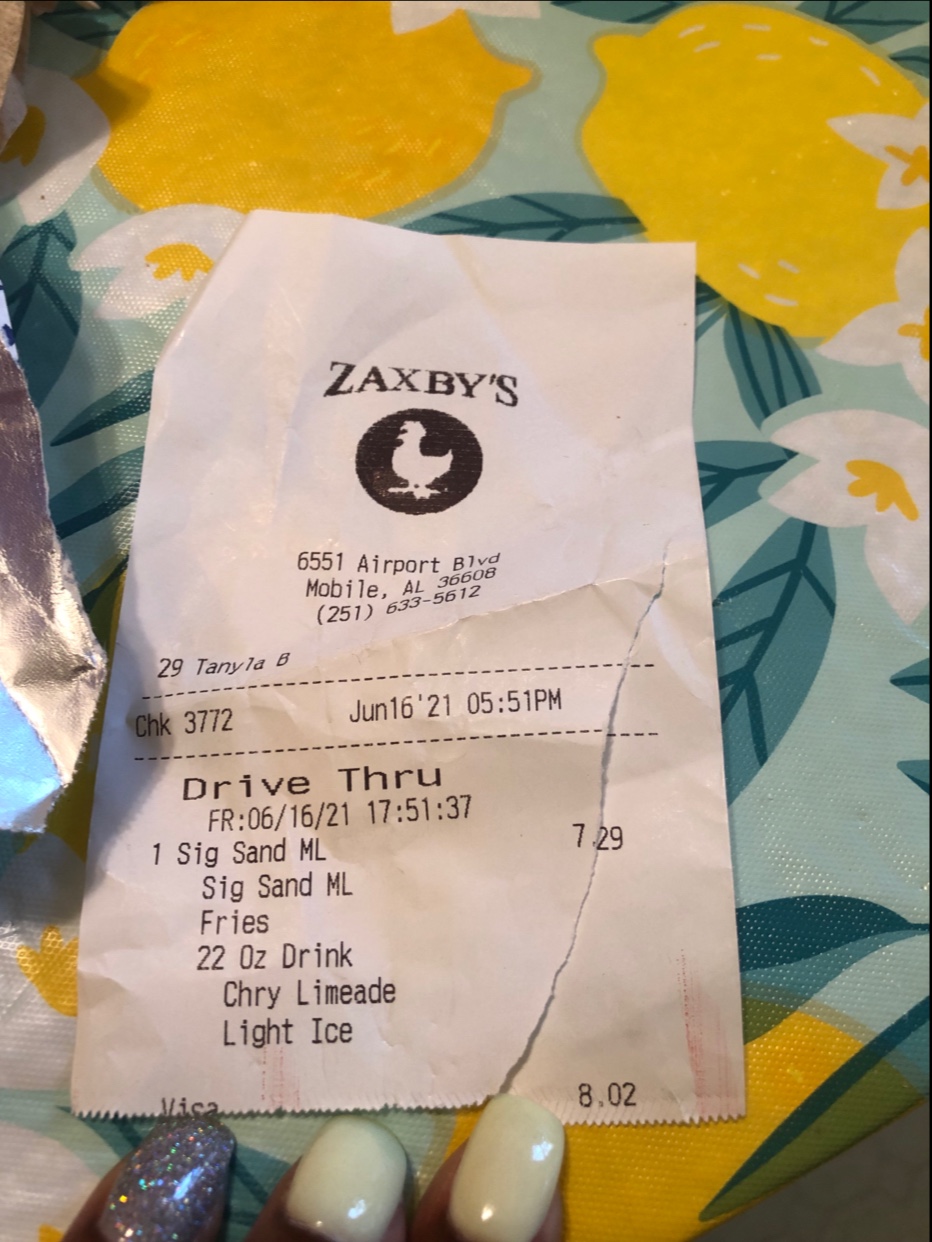 ZAXBY'S
6551 Airport Blvd
Mobile, AL 36608
(251) 633-5612
29 Tanyla B
Chk 3772 Jun16'21 05:51PM
Drive Thru
FR:06/16/21 17:51:37
1 Sig Sand ML 7.29
Sig Sand ML
Fries
22 Oz Drink
Chry Limeade
Light Ice
Visa 8.02